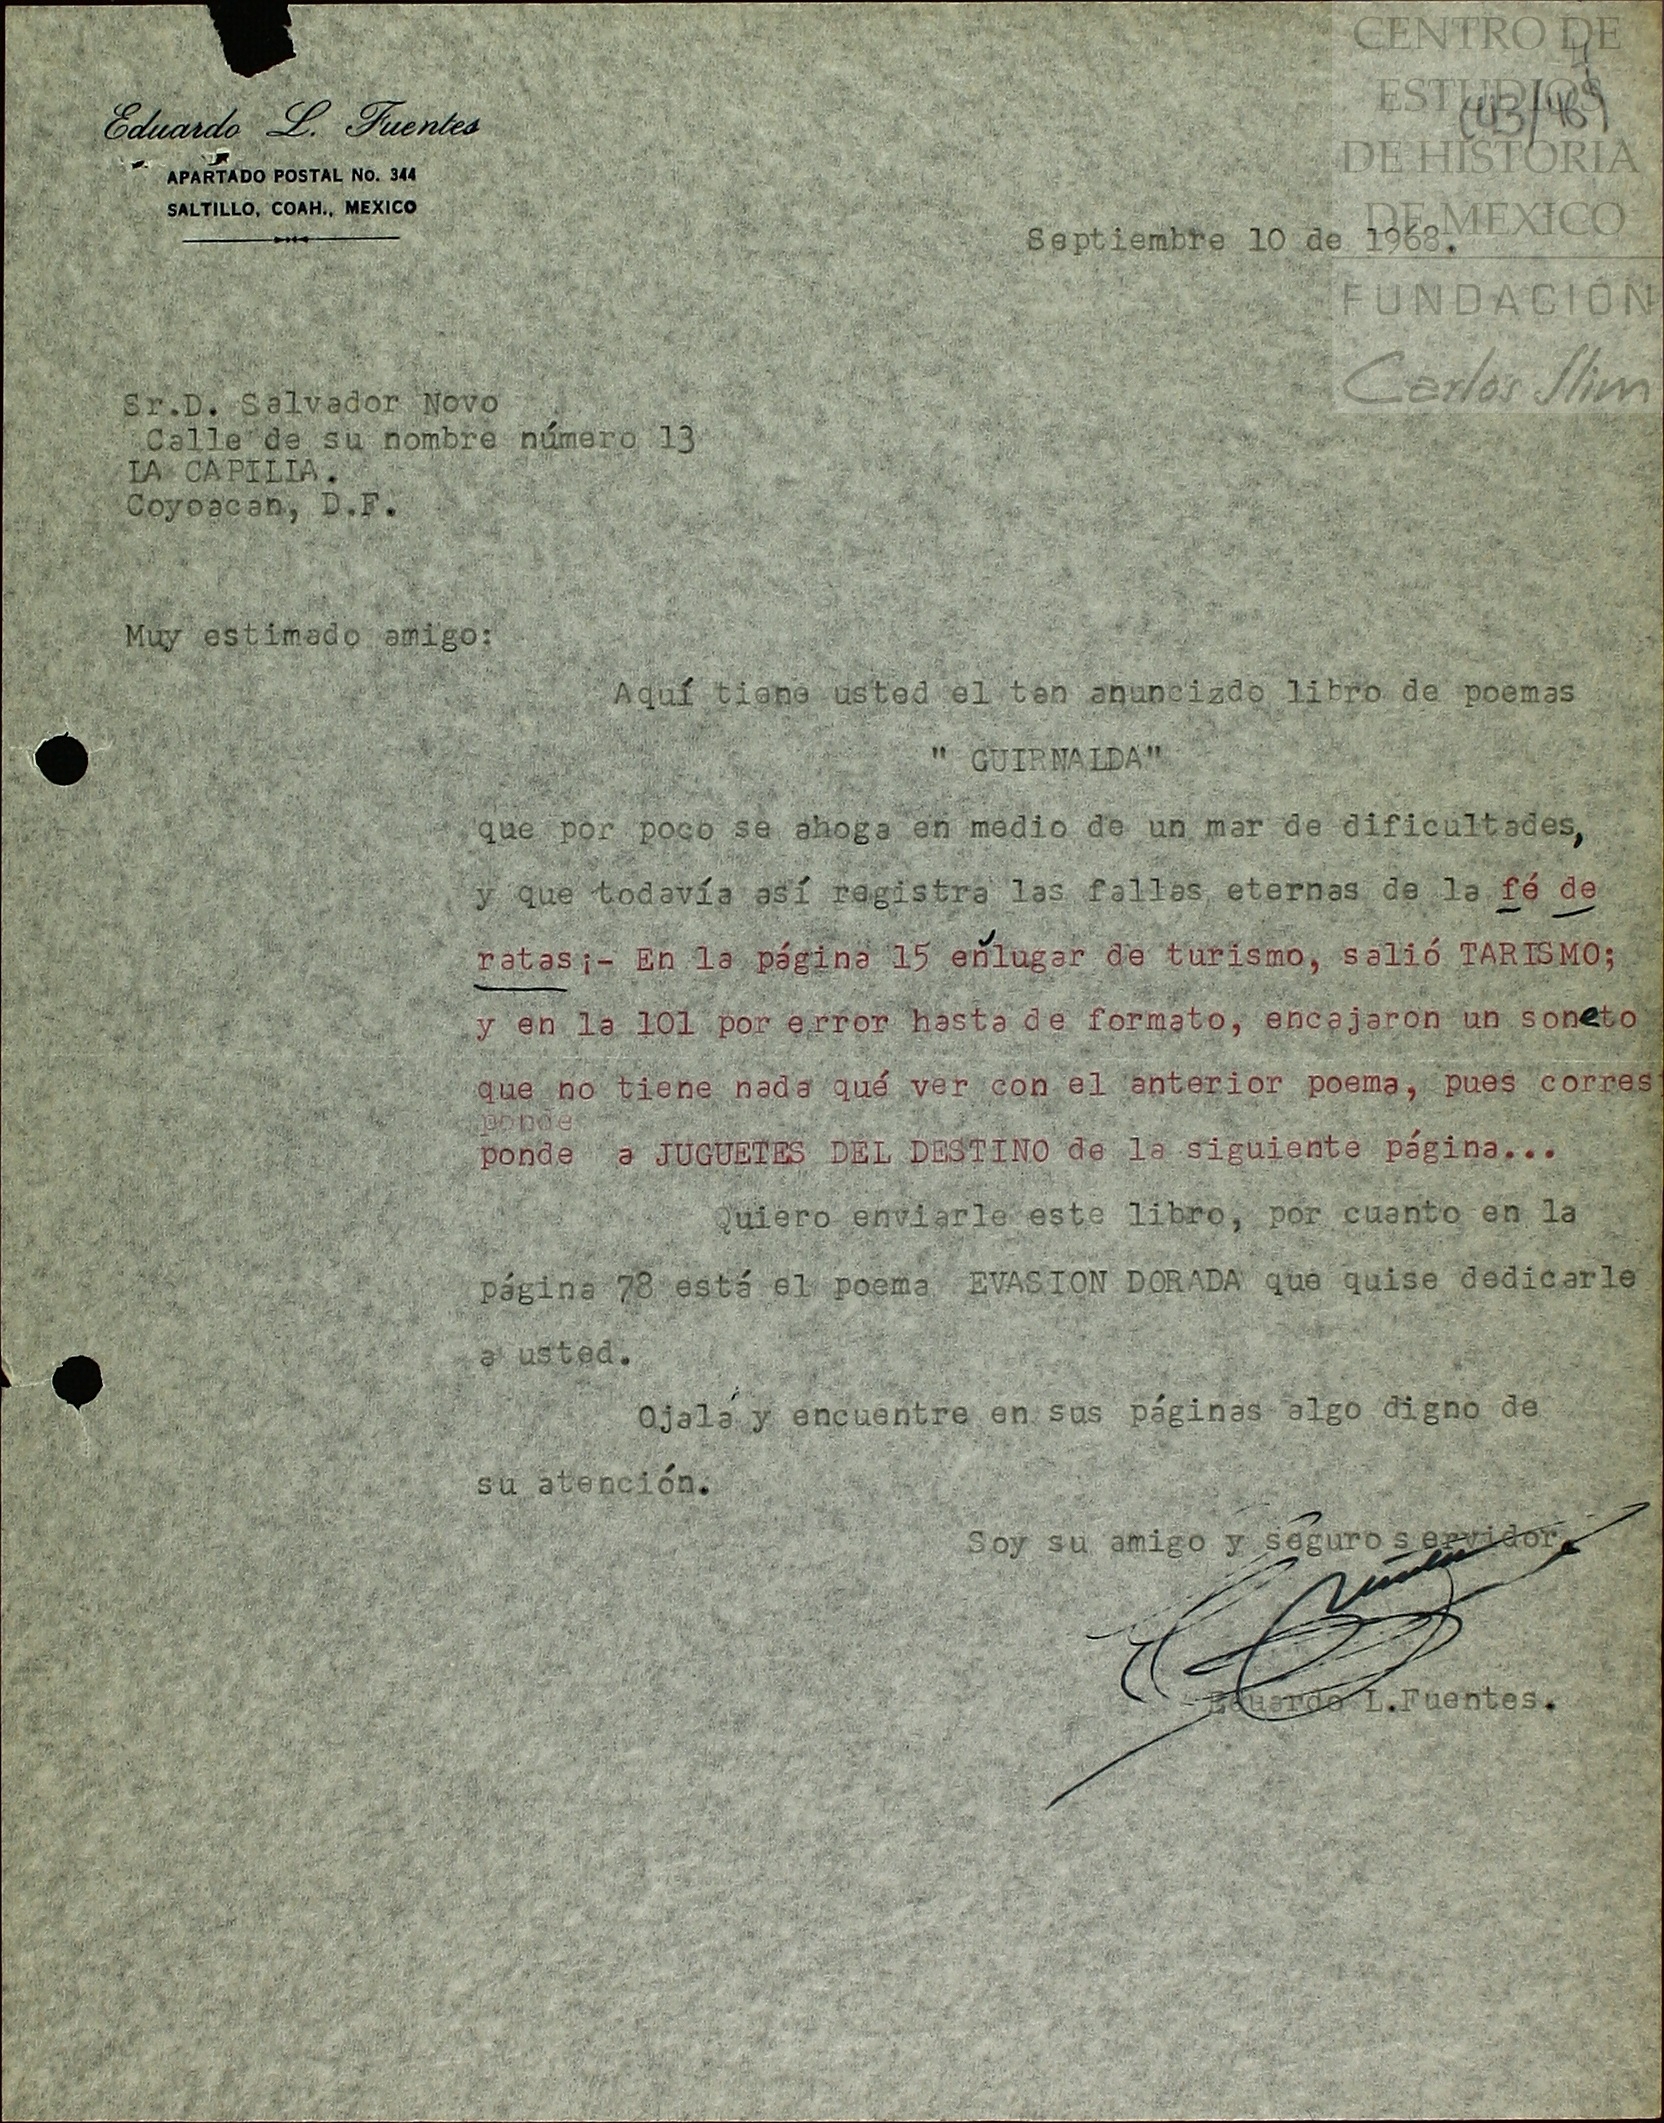 CENTRO DE
ESTUDIOS
DE HISTORIA
DE MEXICO
FUNDACIÓN
Carlos Slim
4
(43/46)
Eduardo L. Fuentes
APARTADO POSTAL No. 344
SALTILLO, COAH., MEXICO
Septiembre 10 de 1968.
Sr.D. Salvador Novo
Calle de su nombre número 13
LA CAPILLA.
Coyoacan, D.F.
Muy estimado amigo:
Aquí tiene usted el tan anuncizdo libro de poemas
" GUIRNALDA"
que por poco se ahoga en medio de un mar de dificultades,
y que todavía así registra las fallas eternas de la fé de
ratas;- En la página 15 enlugar de turismo, salió TARISMO;
y en la 101 por error hasta de formato, encajaron un soneto
que no tiene nada qué ver con el anterior poema, pues corres
ponde
ponde a JUGUETES DEL DESTINO de la siguiente página...
Quiero enviarle este libro, por cuanto en la
página 78 está el poema EVASION DORADA que quise dedicarle
a usted.
Ojalá y encuentre en sus páginas algo digno de
su atención.
Soy su amigo y seguro servidor.
Eduardo L.Fuentes.